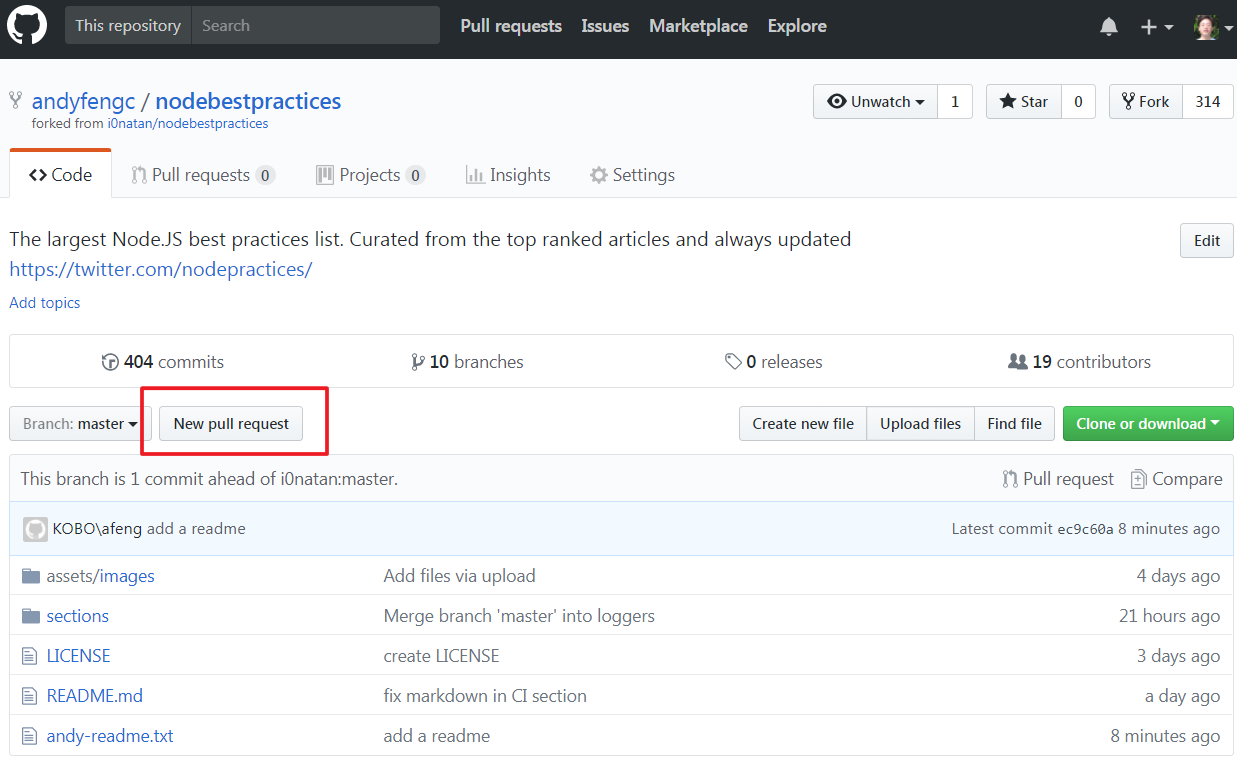 This repository Search Pull requests Issues Marketplace Explore
andyfengc / nodebestpractices Unwatch 1 Star 0 Fork 314
forked from i0natan/nodebestpractices
Code Pull requests 0 Projects 0 Insights Settings
The largest Node.JS best practices list. Curated from the top ranked articles and always updated Edit
https://twitter.com/nodepractices/
Add topics
404 commits 10 branches 0 releases 19 contributors
Branch: master New pull request Create new file Upload files Find file Clone or download
This branch is 1 commit ahead of i0natan:master. Pull request Compare
KOBO\afeng add a readme Latest commit ec9c60a 8 minutes ago
assets/images Add files via upload 4 days ago
sections Merge branch 'master' into loggers 21 hours ago
LICENSE create LICENSE 3 days ago
README.md fix markdown in CI section a day ago
andy-readme.txt add a readme 8 minutes ago